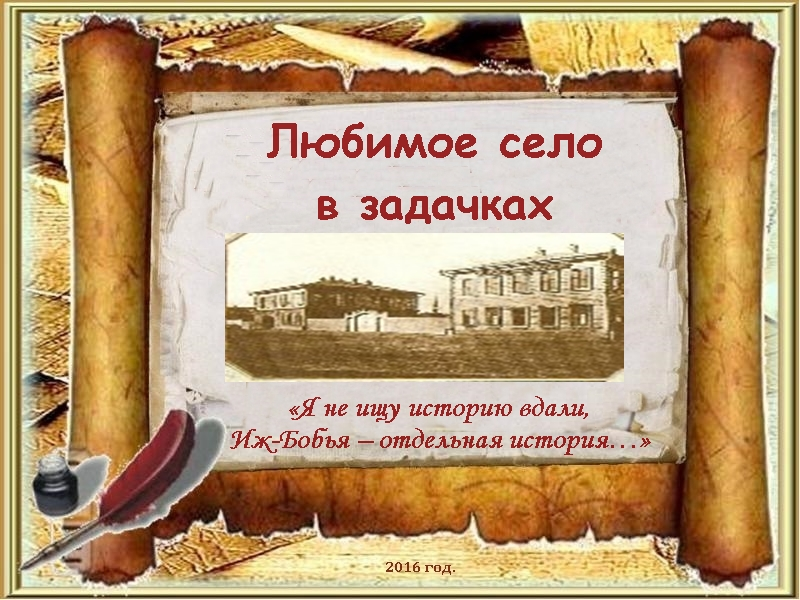 Любимое село
в задачках
«Я не ищу историю вдали,
Иж-Бобья – отдельная история…»
2016 год.